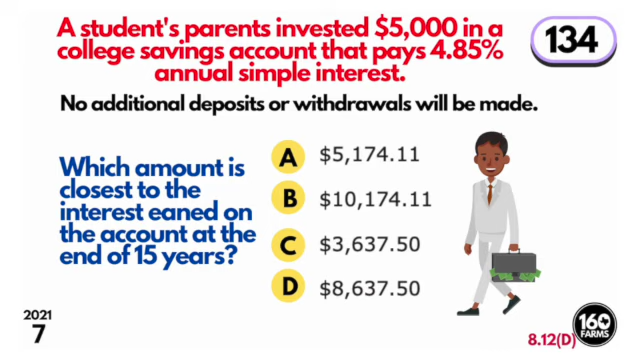 A student's parents invested $5,000 in a
college savings account that pays 4.85%
annual simple interest.
134
No additional deposits or withdrawals will be made.
Which amount is
closest to the
interest eaned on
the account at the
end of 15 years?
A $5,174.11
B $10,174.11
C $3,637.50
D $8,637.50
2021
7
8.12(D)
160
FARMS